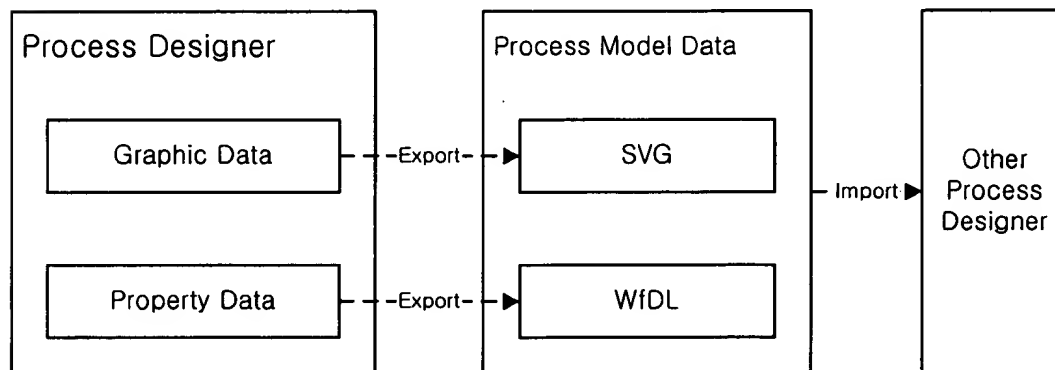 Process Designer
Graphic Data
Property Data
Export
Export
Process Model Data
SVG
WfDL
Import
Other
Process
Designer